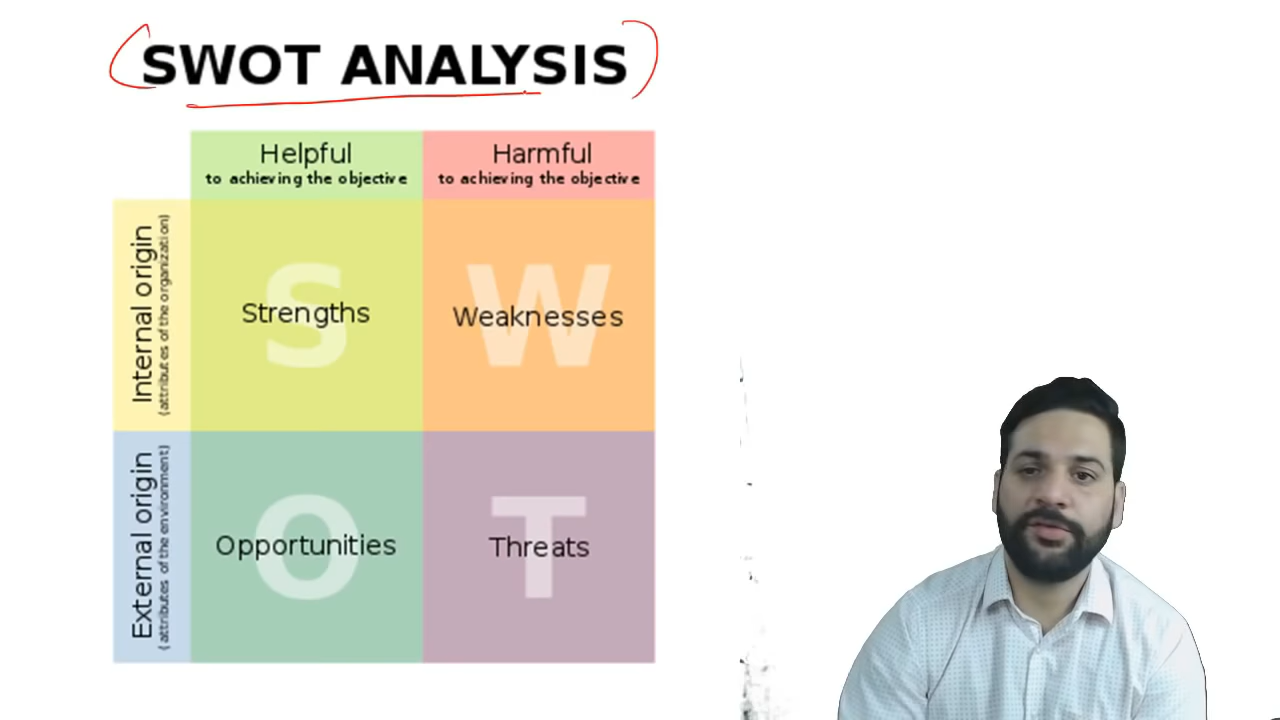 SWOT ANALYSIS
Helpful
to achieving the objective
Harmful
to achieving the objective
Internal origin
(attributes of the organization)
S
Strengths
W
Weaknesses
External origin
(attributes of the environment)
O
Opportunities
T
Threats